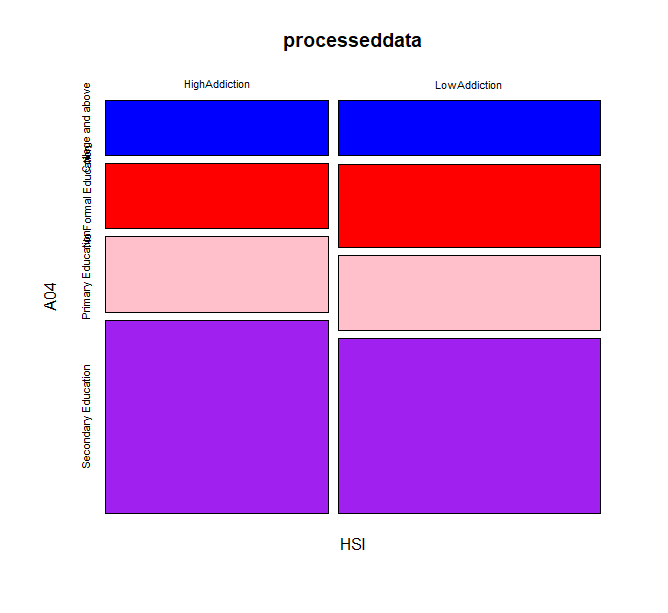 processeddata
HighAddiction
LowAddiction
College and above
No Formal Education
Primary Education
Secondary Education
A04
HSI